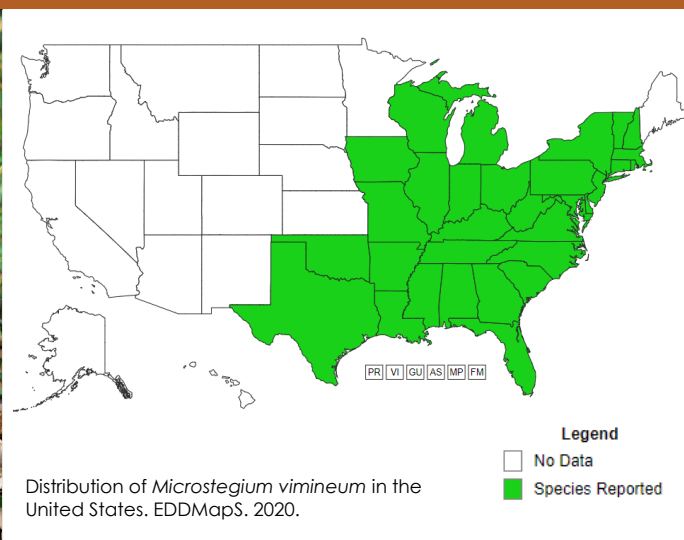 PR VI GU AS MP FM
Legend
No Data
Species Reported
Distribution of Microstegium vimineum in the
United States. EDDMapS. 2020.